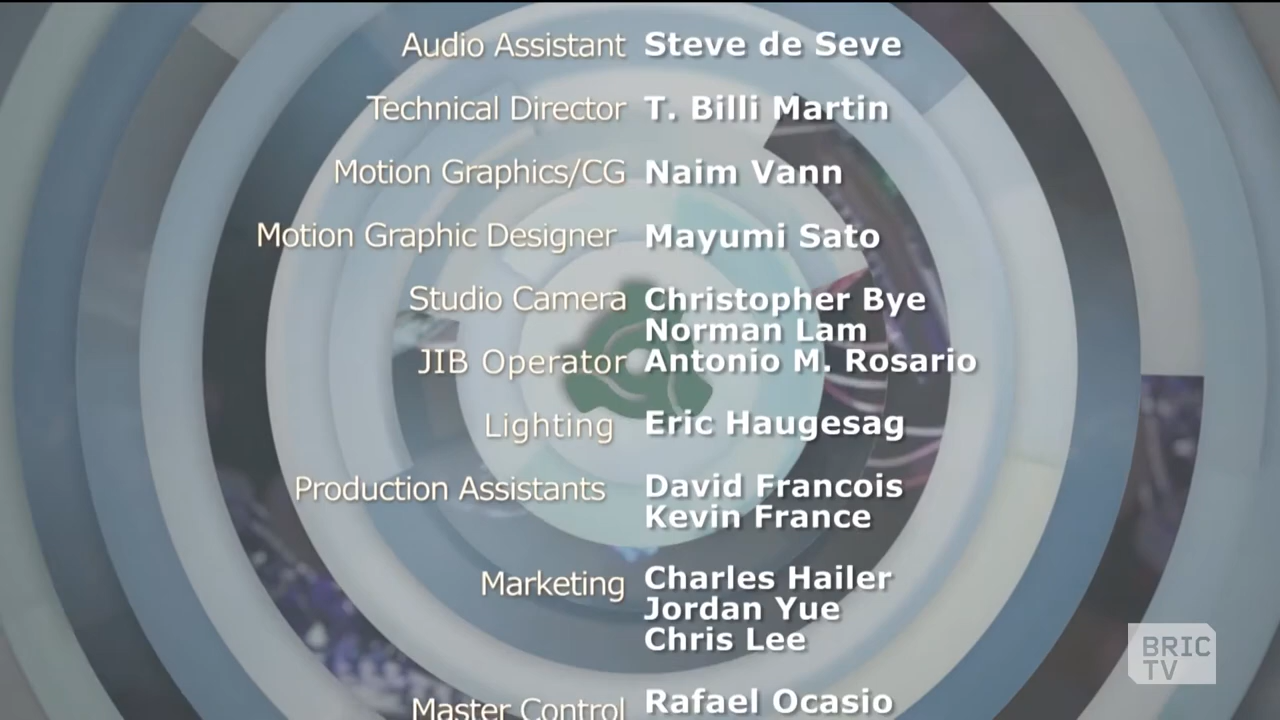 Audio Assistant Steve de Seve
Technical Director T. Billi Martin
Motion Graphics/CG Naim Vann
Motion Graphic Designer Mayumi Sato
Studio Camera Christopher Bye
Norman Lam
JIB Operator Antonio M. Rosario
Lighting Eric Haugesag
Production Assistants David Francois
Kevin France
Marketing Charles Hailer
Jordan Yue
Chris Lee
Master Control Rafael Ocasio
BRIC
TV